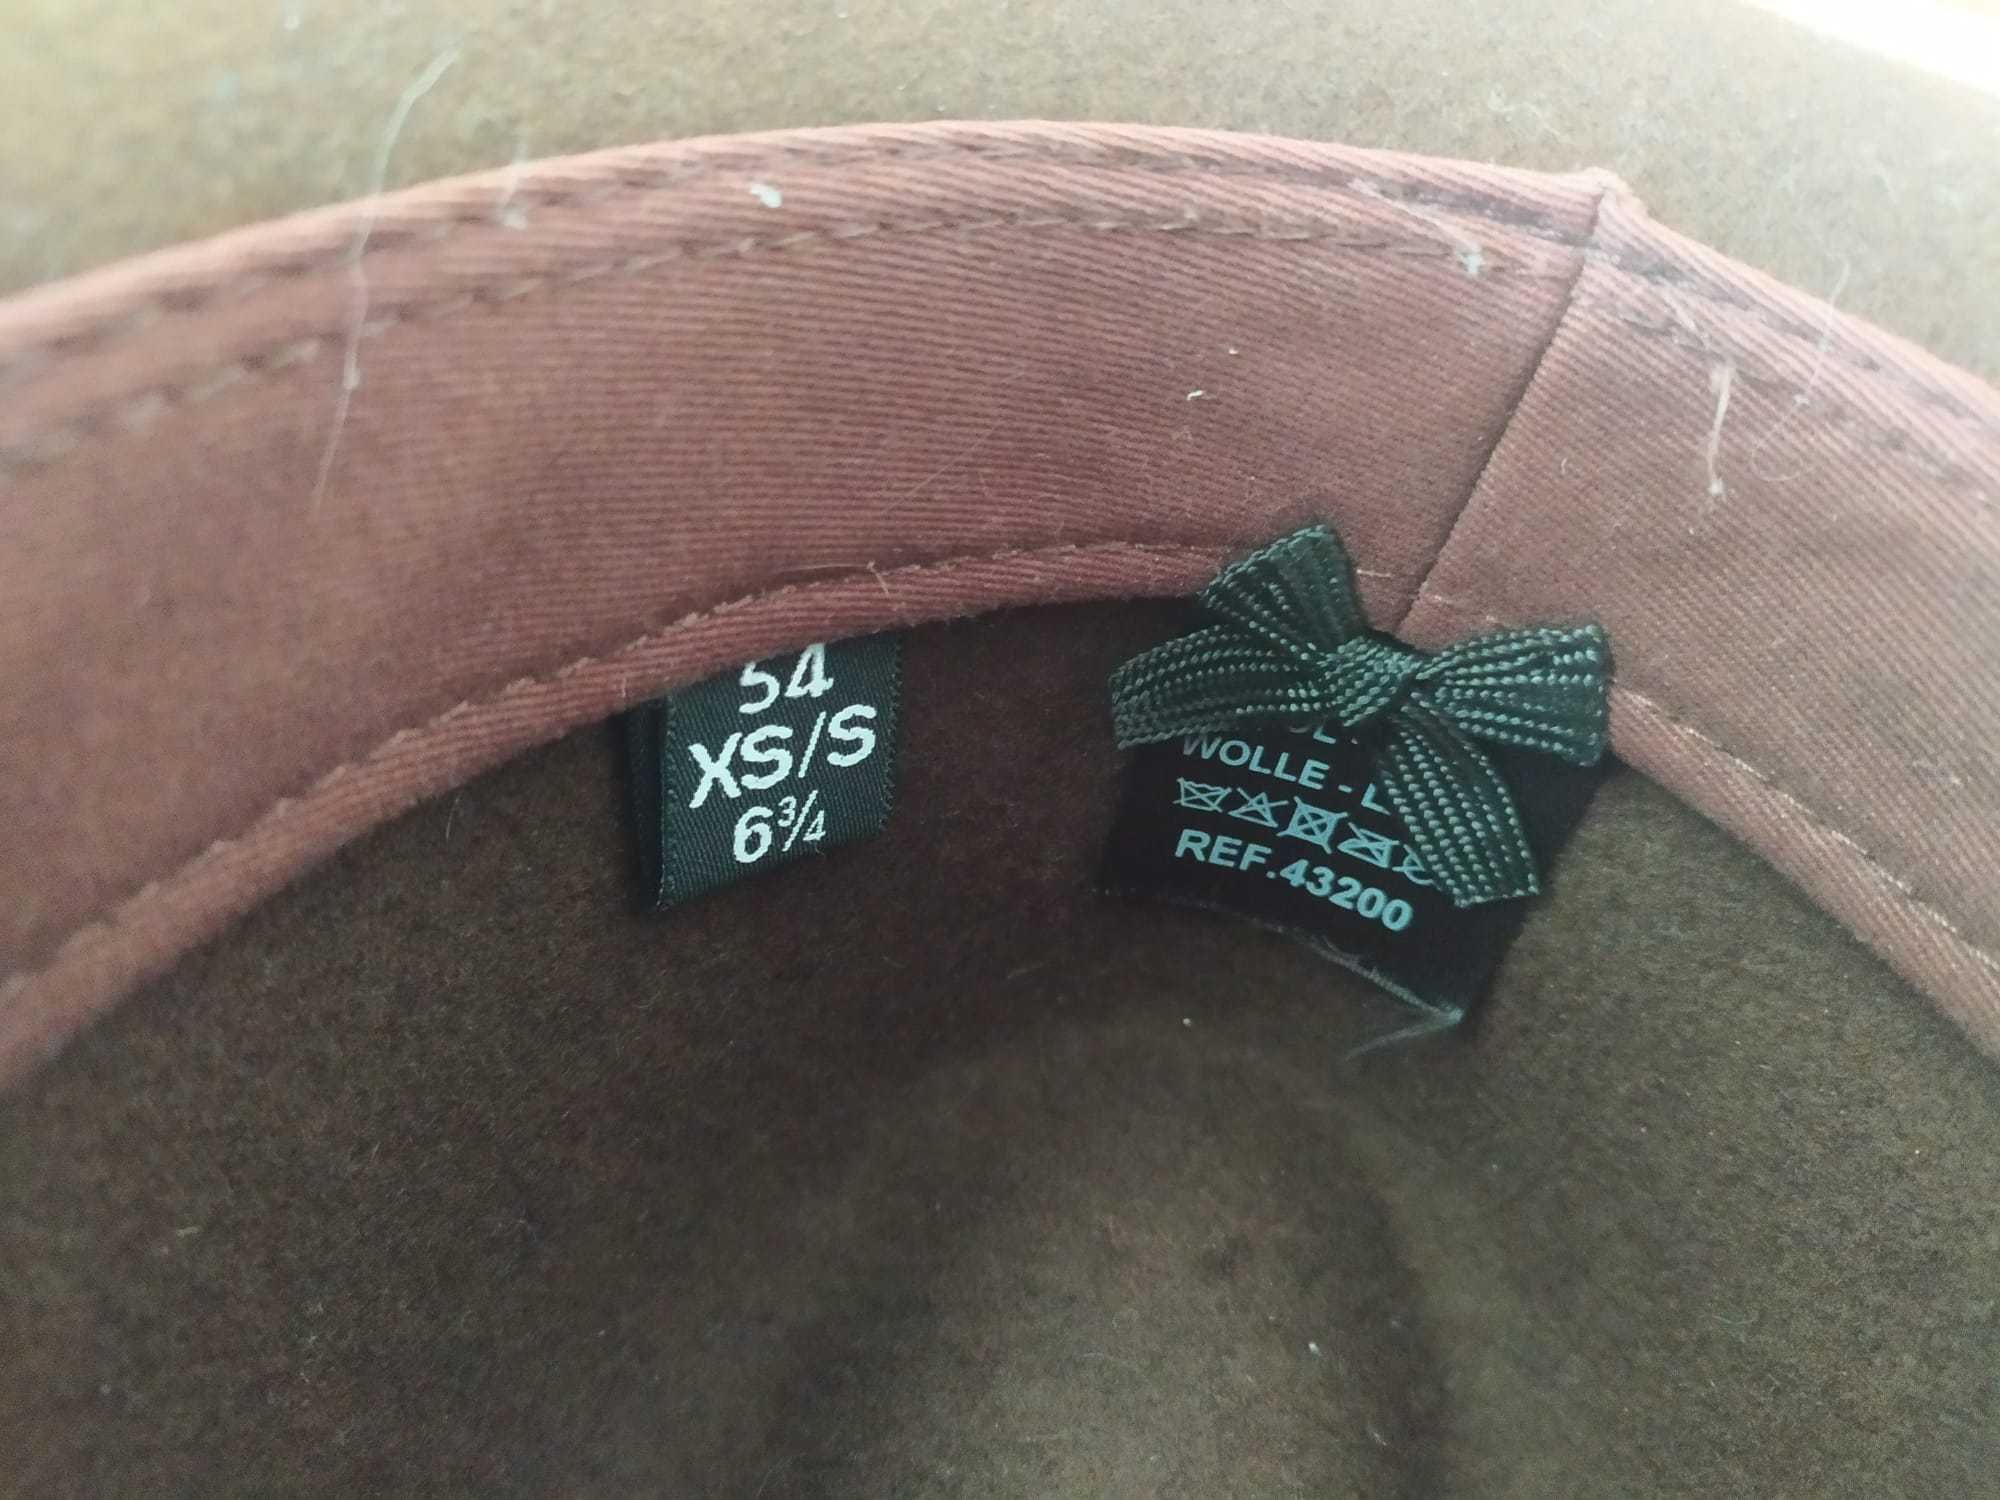 54
XS/S
6¾
WOLLE - L
REF.43200